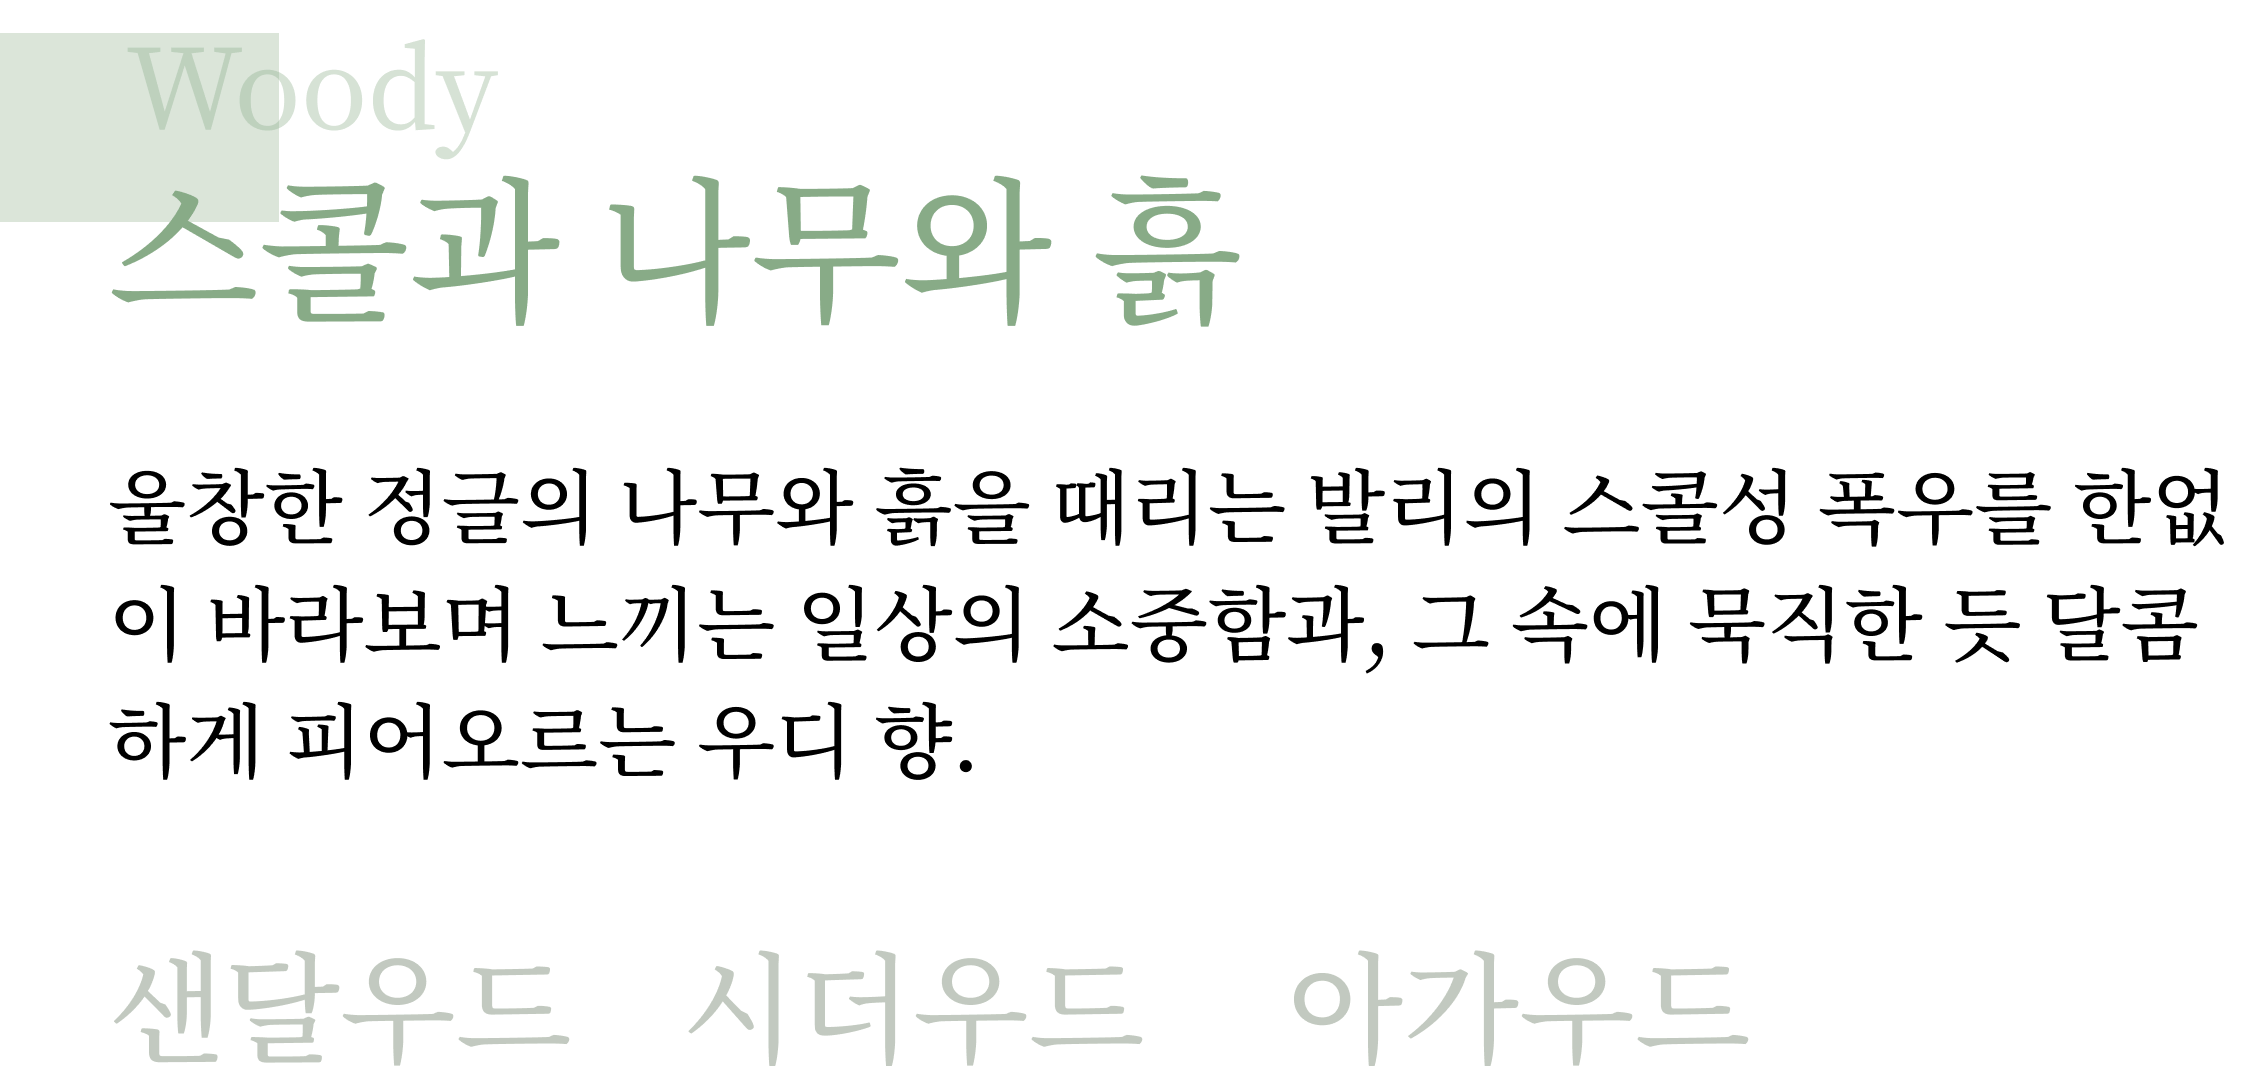 Woody
스콜과 나무와 흙
울창한 정글의 나무와 흙을 때리는 발리의 스콜성 폭우를 한없
이 바라보며 느끼는 일상의 소중함과, 그 속에 묵직한 듯 달콤
하게 피어오르는 우디 향.
샌달우드 시더우드 아가우드